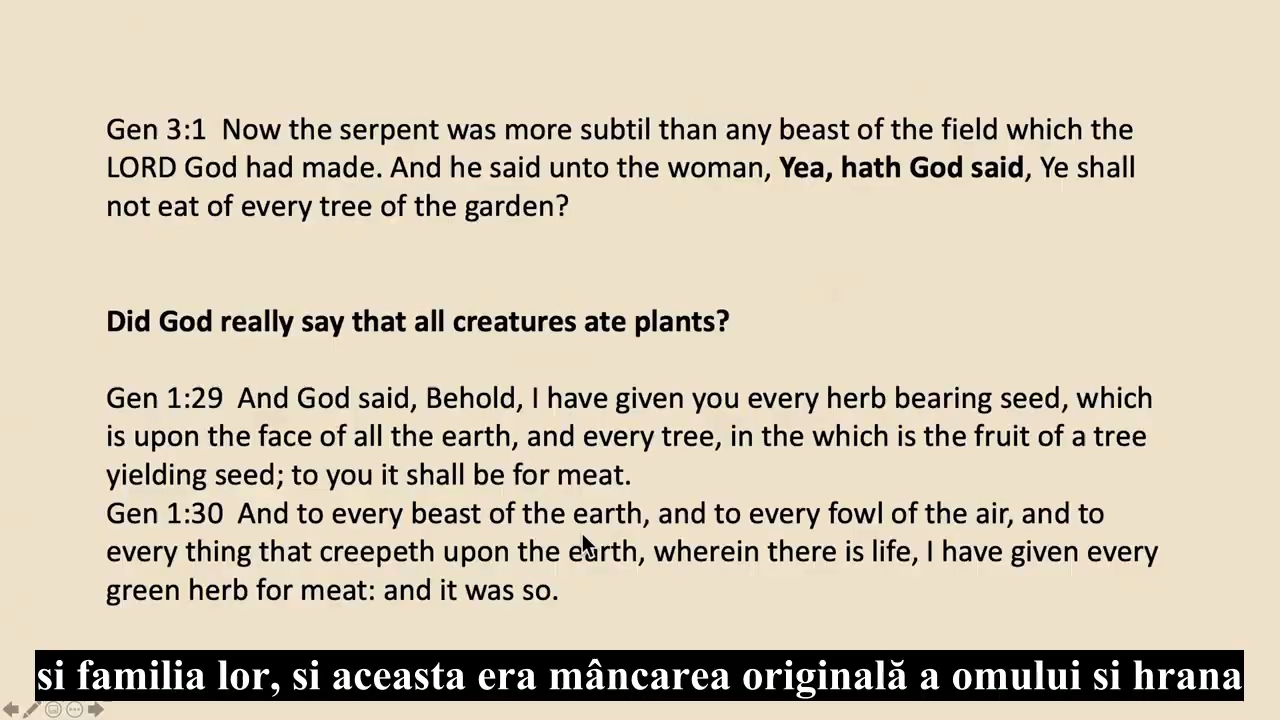 Gen 3:1  Now the serpent was more subtil than any beast of the field which the
LORD God had made. And he said unto the woman, Yea, hath God said, Ye shall
not eat of every tree of the garden?
Did God really say that all creatures ate plants?
Gen 1:29  And God said, Behold, I have given you every herb bearing seed, which
is upon the face of all the earth, and every tree, in the which is the fruit of a tree
yielding seed; to you it shall be for meat.
Gen 1:30  And to every beast of the earth, and to every fowl of the air, and to
every thing that creepeth upon the earth, wherein there is life, I have given every
green herb for meat: and it was so.
si familia lor, si aceasta era mâncarea originală a omului si hrana